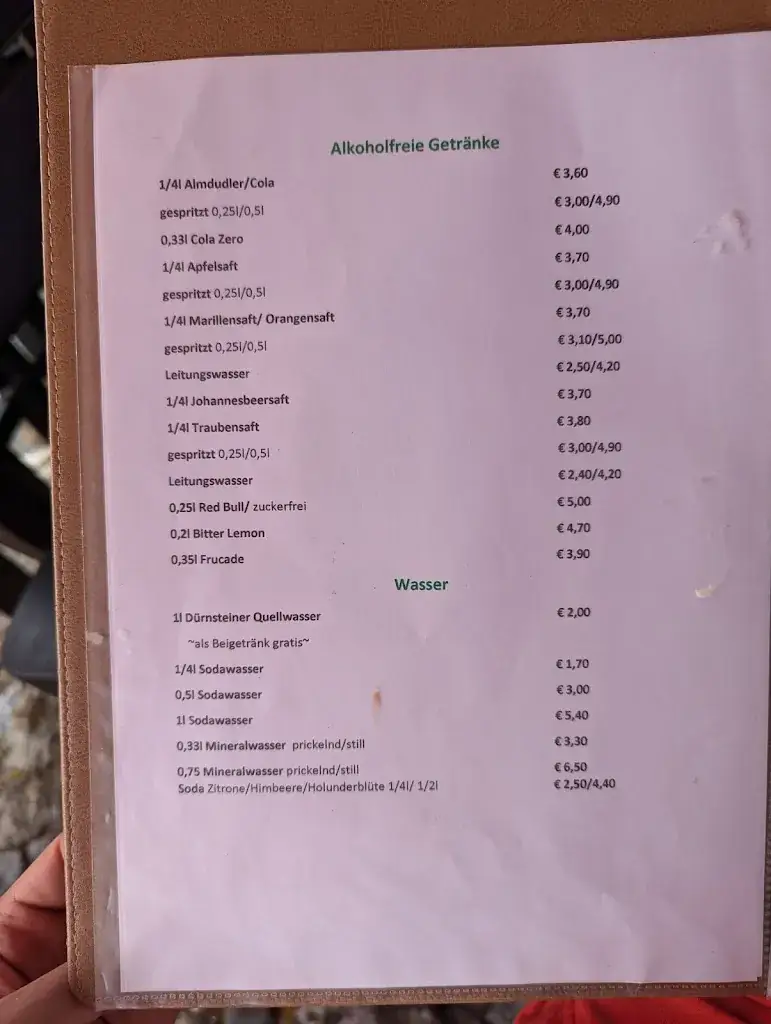 Alkoholfreie Getränke
1/4l Almdudler/Cola € 3,60
gespritzt 0,25l/0,5l € 3,00/4,90
0,33l Cola Zero € 4,00
1/4l Apfelsaft € 3,70
gespritzt 0,25l/0,5l € 3,00/4,90
1/4l Marillensaft/ Orangensaft € 3,70
gespritzt 0,25l/0,5l € 3,10/5,00
Leitungswasser € 2,50/4,20
1/4l Johannesbeersaft € 3,70
1/4l Traubensaft € 3,80
gespritzt 0,25l/0,5l € 3,00/4,90
Leitungswasser € 2,40/4,20
0,25l Red Bull/ zuckerfrei € 5,00
0,2l Bitter Lemon € 4,70
0,35l Frucade € 3,90
Wasser
1l Dürnsteiner Quellwasser € 2,00
~als Beigetränk gratis~
1/4l Sodawasser € 1,70
0,5l Sodawasser € 3,00
1l Sodawasser € 5,40
0,33l Mineralwasser prickelnd/still € 3,30
0,75 Mineralwasser prickelnd/still € 6,50
Soda Zitrone/Himbeere/Holunderblüte 1/4l/ 1/2l € 2,50/4,40